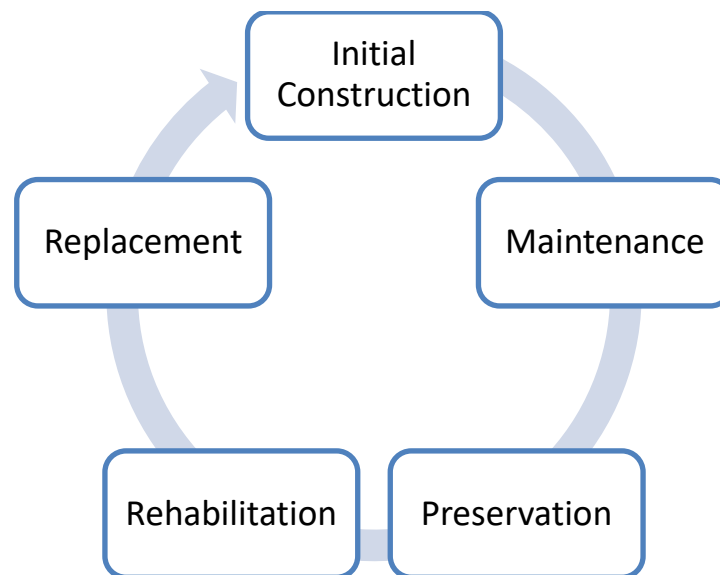 Initial
Construction
Maintenance
Preservation
Rehabilitation
Replacement